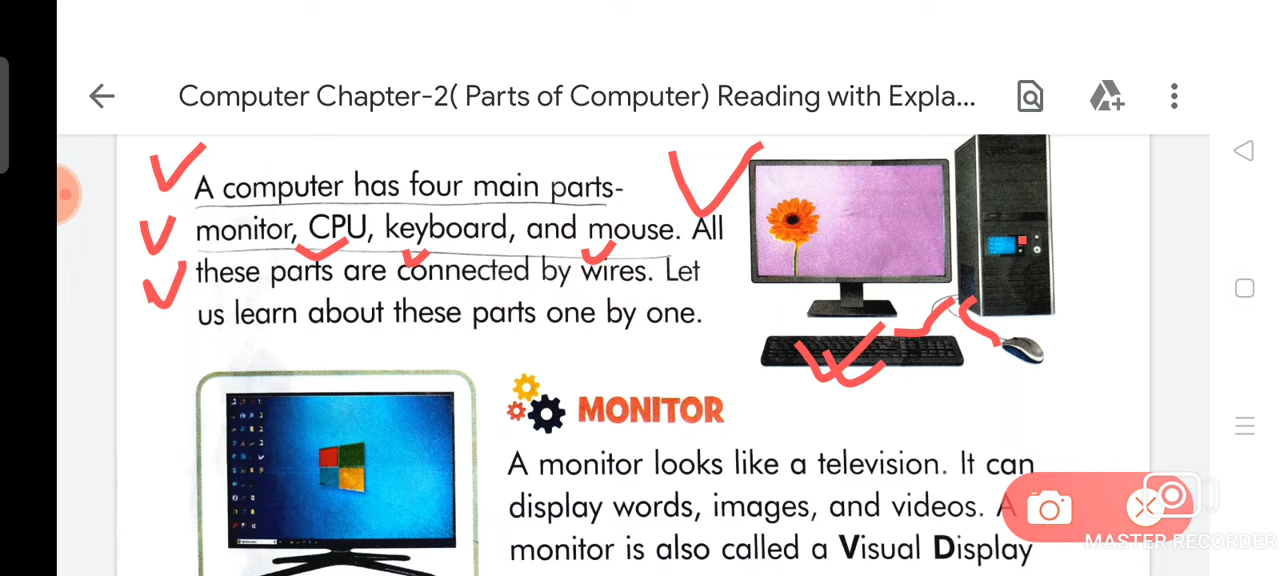 Computer Chapter-2( Parts of Computer) Reading with Expla...
A computer has four main parts-
monitor, CPU, keyboard, and mouse. All
these parts are connected by wires. Let
us learn about these parts one by one.
MONITOR
A monitor looks like a television. It can
display words, images, and videos. A
monitor is also called a Visual Display
MASTER RECORDER